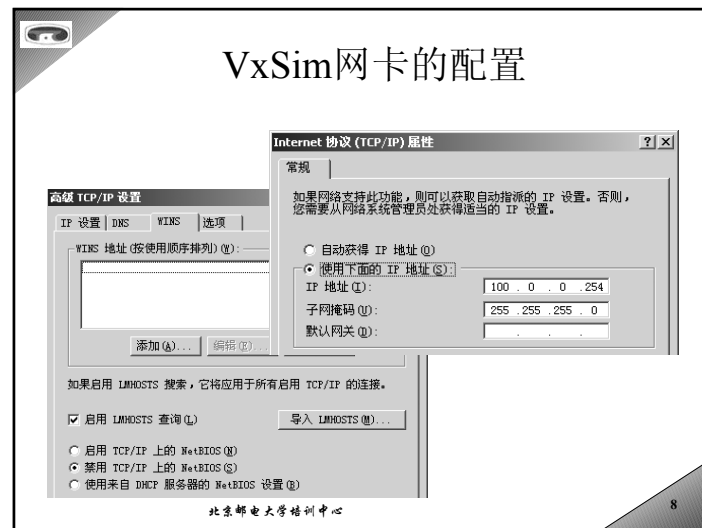 VxSim网卡的配置
Internet 协议 (TCP/IP) 属性
常规
如果网络支持此功能，则可以获取自动指派的 IP 设置。否则，
您需要从网络系统管理员处获得适当的 IP 设置。
自动获得 IP 地址(O)
使用下面的 IP 地址(S):
IP 地址(I): 100 . 0 . 0 .254
子网掩码(U): 255 .255 .255 . 0
默认网关(D): . . .
高级 TCP/IP 设置
IP 设置 DNS WINS 选项
WINS 地址(按使用顺序排列)(W):
添加(A)... 编辑(E)...
如果启用 LMHOSTS 搜索，它将应用于所有启用 TCP/IP 的连接。
启用 LMHOSTS 查询(L) 导入 LMHOSTS(M)...
启用 TCP/IP 上的 NetBIOS(N)
禁用 TCP/IP 上的 NetBIOS(S)
使用来自 DHCP 服务器的 NetBIOS 设置(B)
北京邮电大学培训中心
8